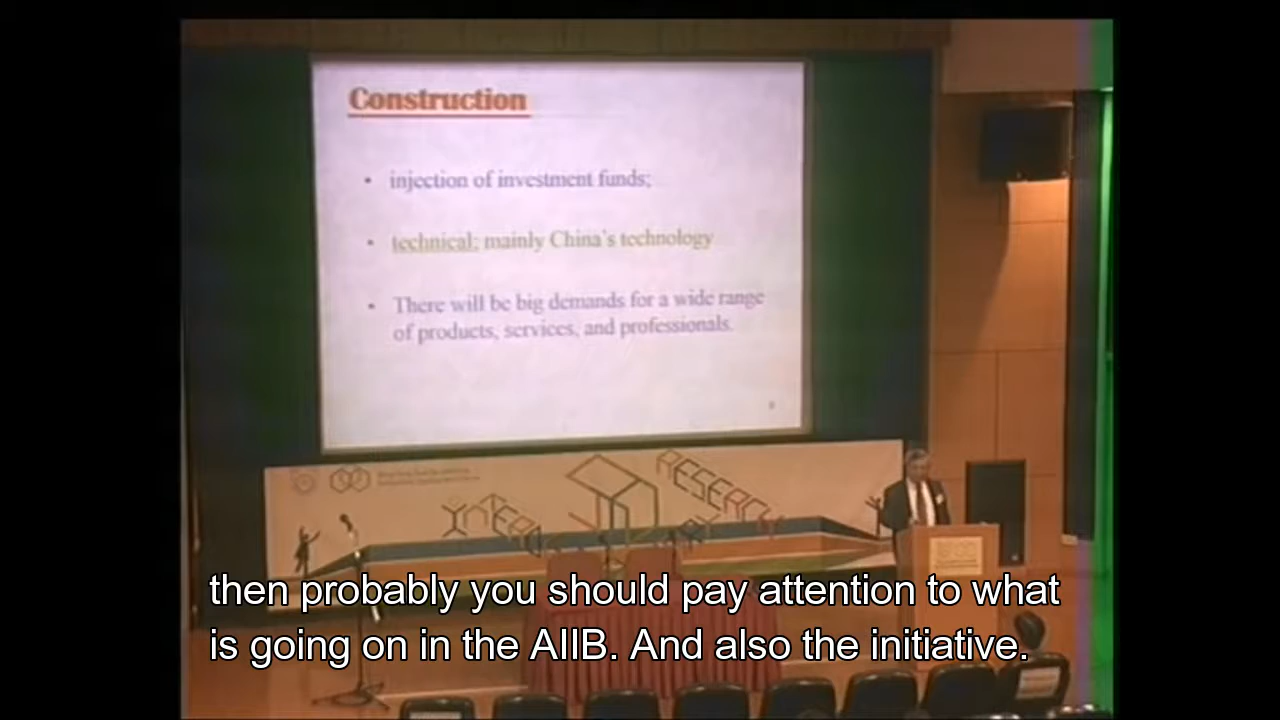 Construction
• injection of investment funds;
• technical; mainly China's technology
• There will be big demands for a wide range
of products, services, and professionals.
RESEARCH
then probably you should pay attention to what
is going on in the AIIB. And also the initiative.